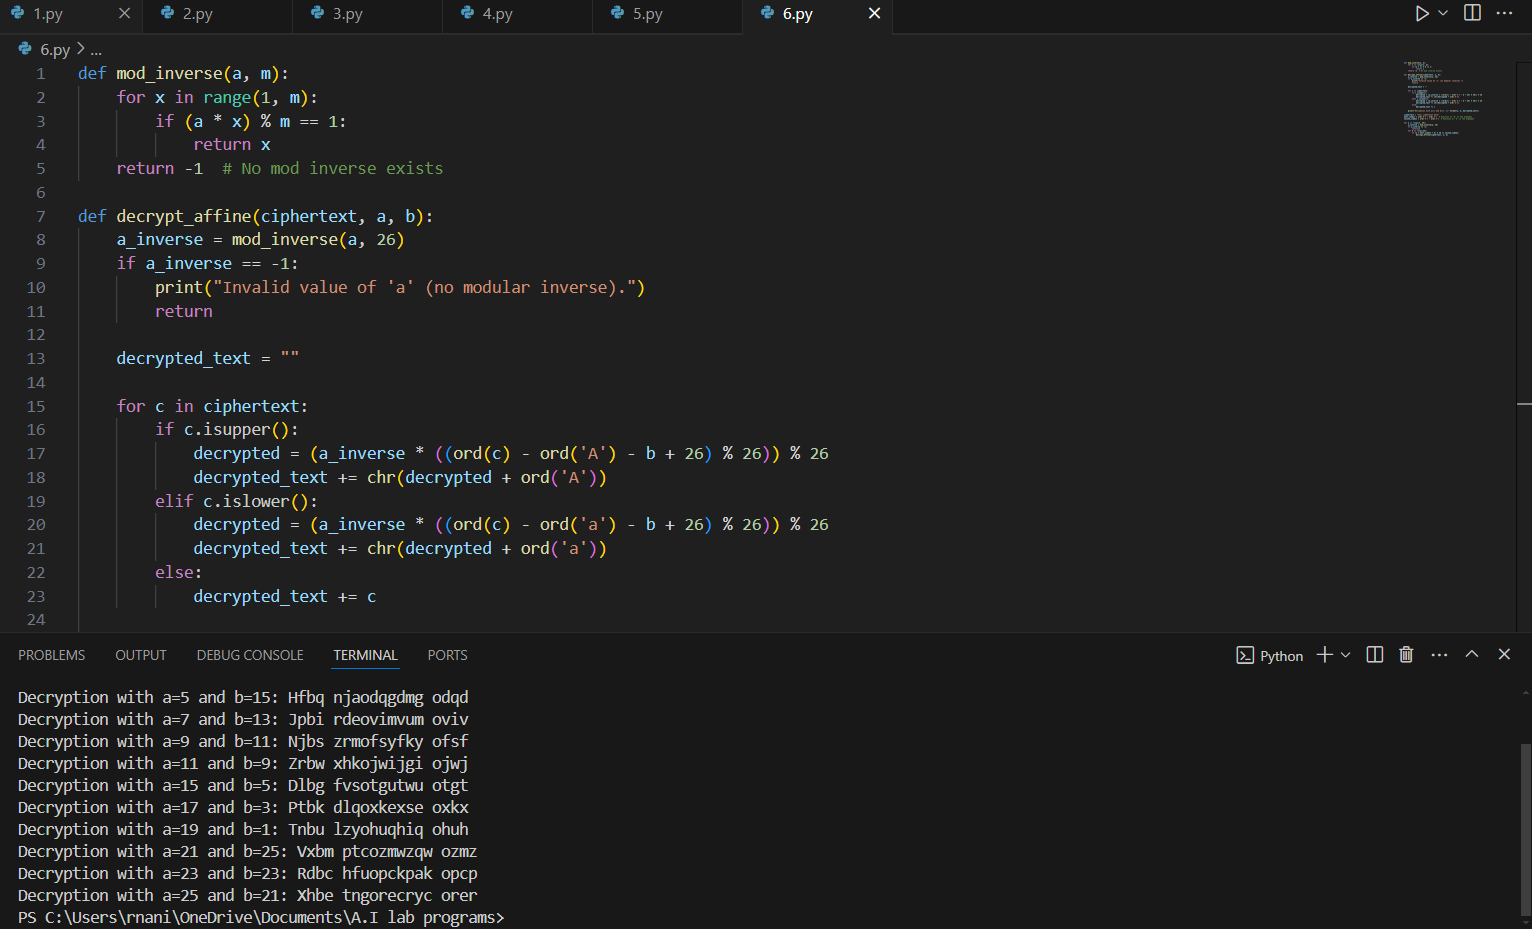 1.py
2.py
3.py
4.py
5.py
6.py
6.py > ...
1 def mod_inverse(a, m):
2 for x in range(1, m):
3 if (a * x) % m == 1:
4 return x
5 return -1 # No mod inverse exists
6
7 def decrypt_affine(ciphertext, a, b):
8 a_inverse = mod_inverse(a, 26)
9 if a_inverse == -1:
10 print("Invalid value of 'a' (no modular inverse).")
11 return
12
13 decrypted_text = ""
14
15 for c in ciphertext:
16 if c.isupper():
17 decrypted = (a_inverse * ((ord(c) - ord('A') - b + 26) % 26)) % 26
18 decrypted_text += chr(decrypted + ord('A'))
19 elif c.islower():
20 decrypted = (a_inverse * ((ord(c) - ord('a') - b + 26) % 26)) % 26
21 decrypted_text += chr(decrypted + ord('a'))
22 else:
23 decrypted_text += c
24
PROBLEMS OUTPUT DEBUG CONSOLE TERMINAL PORTS
Python
Decryption with a=5 and b=15: Hfbq njaodqgdmg odqd
Decryption with a=7 and b=13: Jpbi rdeovimvum oviv
Decryption with a=9 and b=11: Njbs zrmofsyfky ofsf
Decryption with a=11 and b=9: Zrbw xhkojwijgi ojwj
Decryption with a=15 and b=5: Dlbg fvsotgutwu otgt
Decryption with a=17 and b=3: Ptbk dlqoxkexse oxkx
Decryption with a=19 and b=1: Tnbu lzyohuqhiq ohuh
Decryption with a=21 and b=25: Vxbm ptcozmwzqw ozmz
Decryption with a=23 and b=23: Rdbc hfuopckpak opcp
Decryption with a=25 and b=21: Xhbe tngorecryc orer
PS C:\Users\rnani\OneDrive\Documents\A.I lab programs>